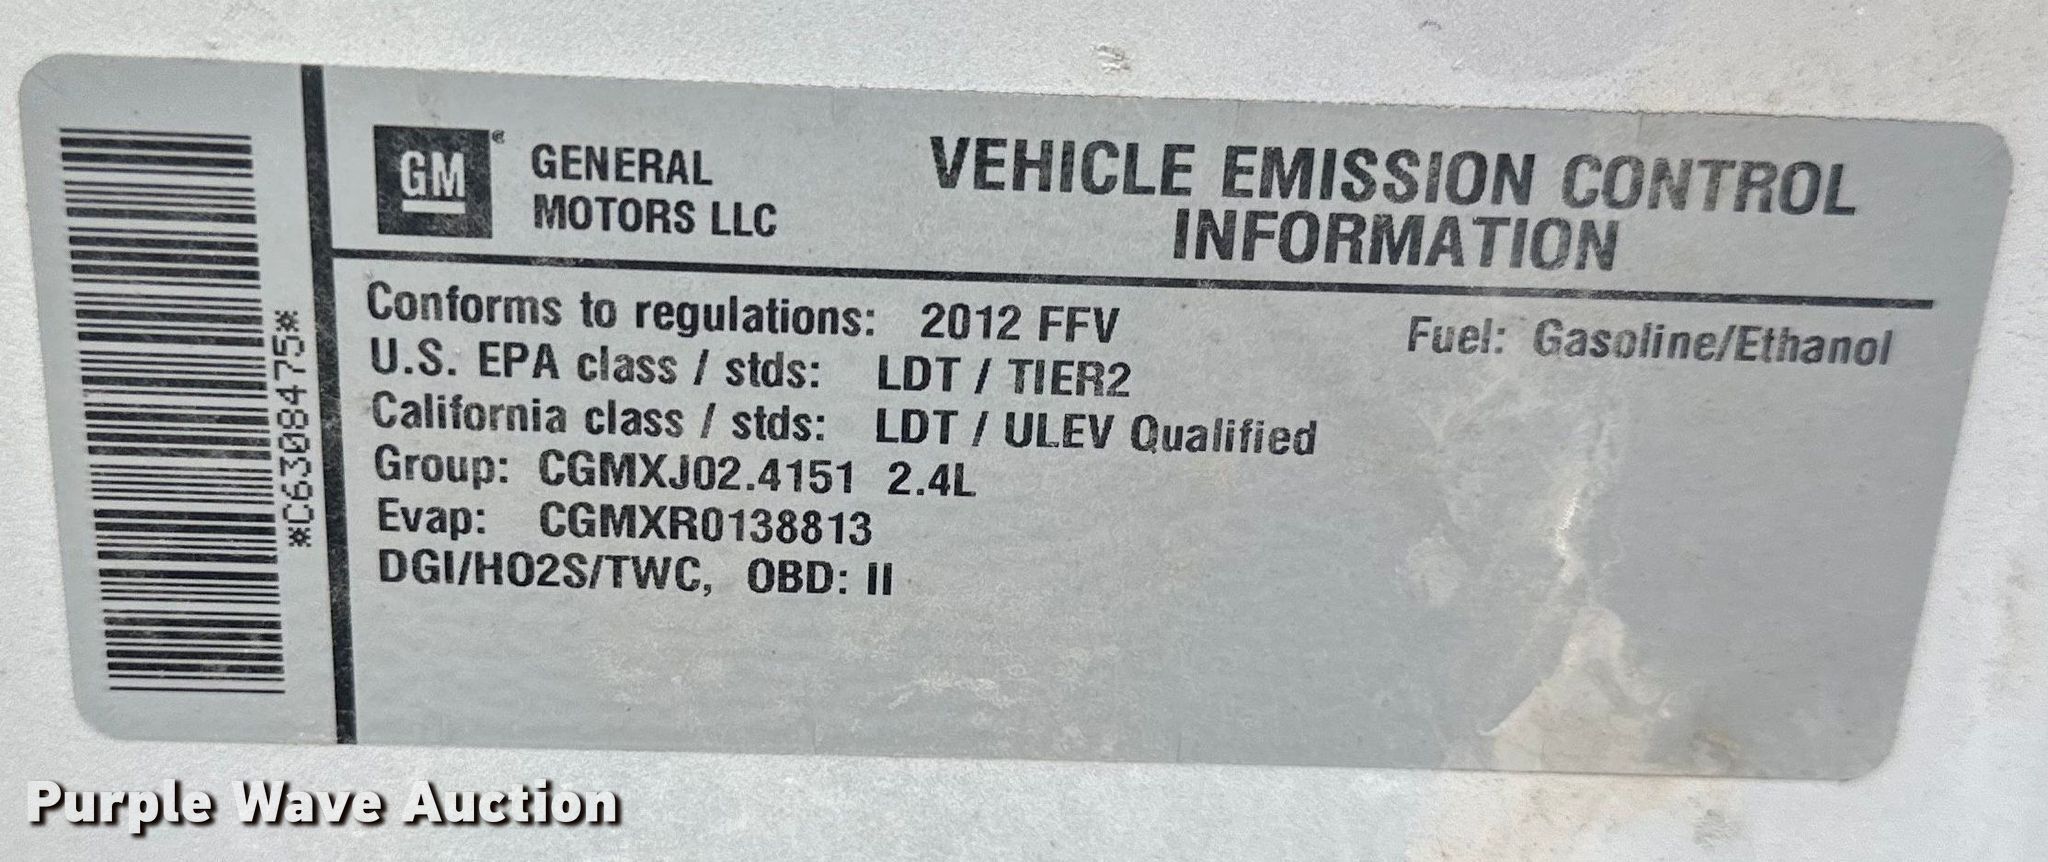 *C6308475*
GM
GENERAL
MOTORS LLC
VEHICLE EMISSION CONTROL
INFORMATION
Conforms to regulations: 2012 FFV
Fuel: Gasoline/Ethanol
U.S. EPA class / stds: LDT / TIER2
California class / stds: LDT / ULEV Qualified
Group: CGMXJ02.4151 2.4L
Evap: CGMXR0138813
DGI/HO2S/TWC, OBD: II
Purple Wave Auction